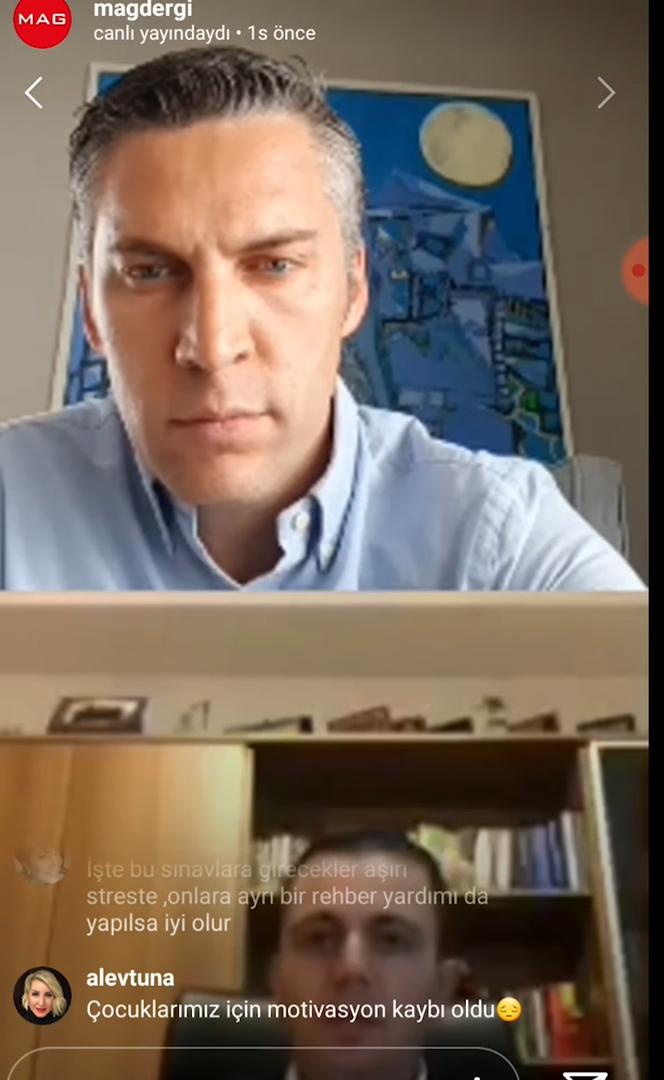 MAG
magdergi
canlı yayındaydı • 1s önce
İşte bu sınavlara girecekler aşırı
streste ,onlara ayrı bir rehber yardımı da
yapılsa iyi olur
alevtuna
Çocuklarımız için motivasyon kaybı oldu😔